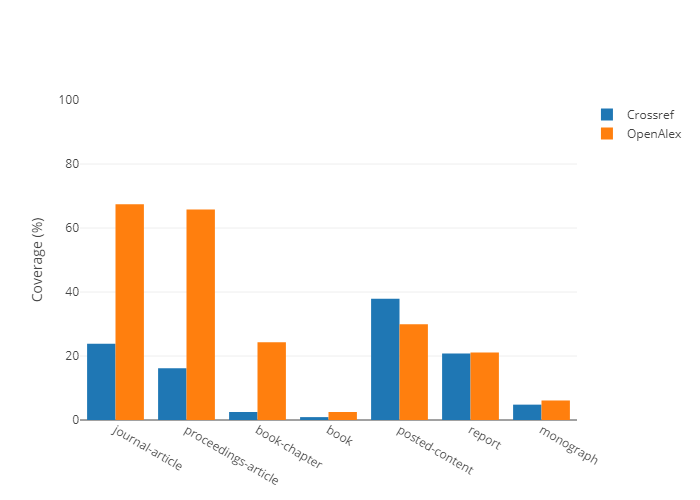 100
80
60
40
20
0
Coverage (%)
journal-article
proceedings-article
book-chapter
book
posted-content
report
monograph
Crossref
OpenAlex